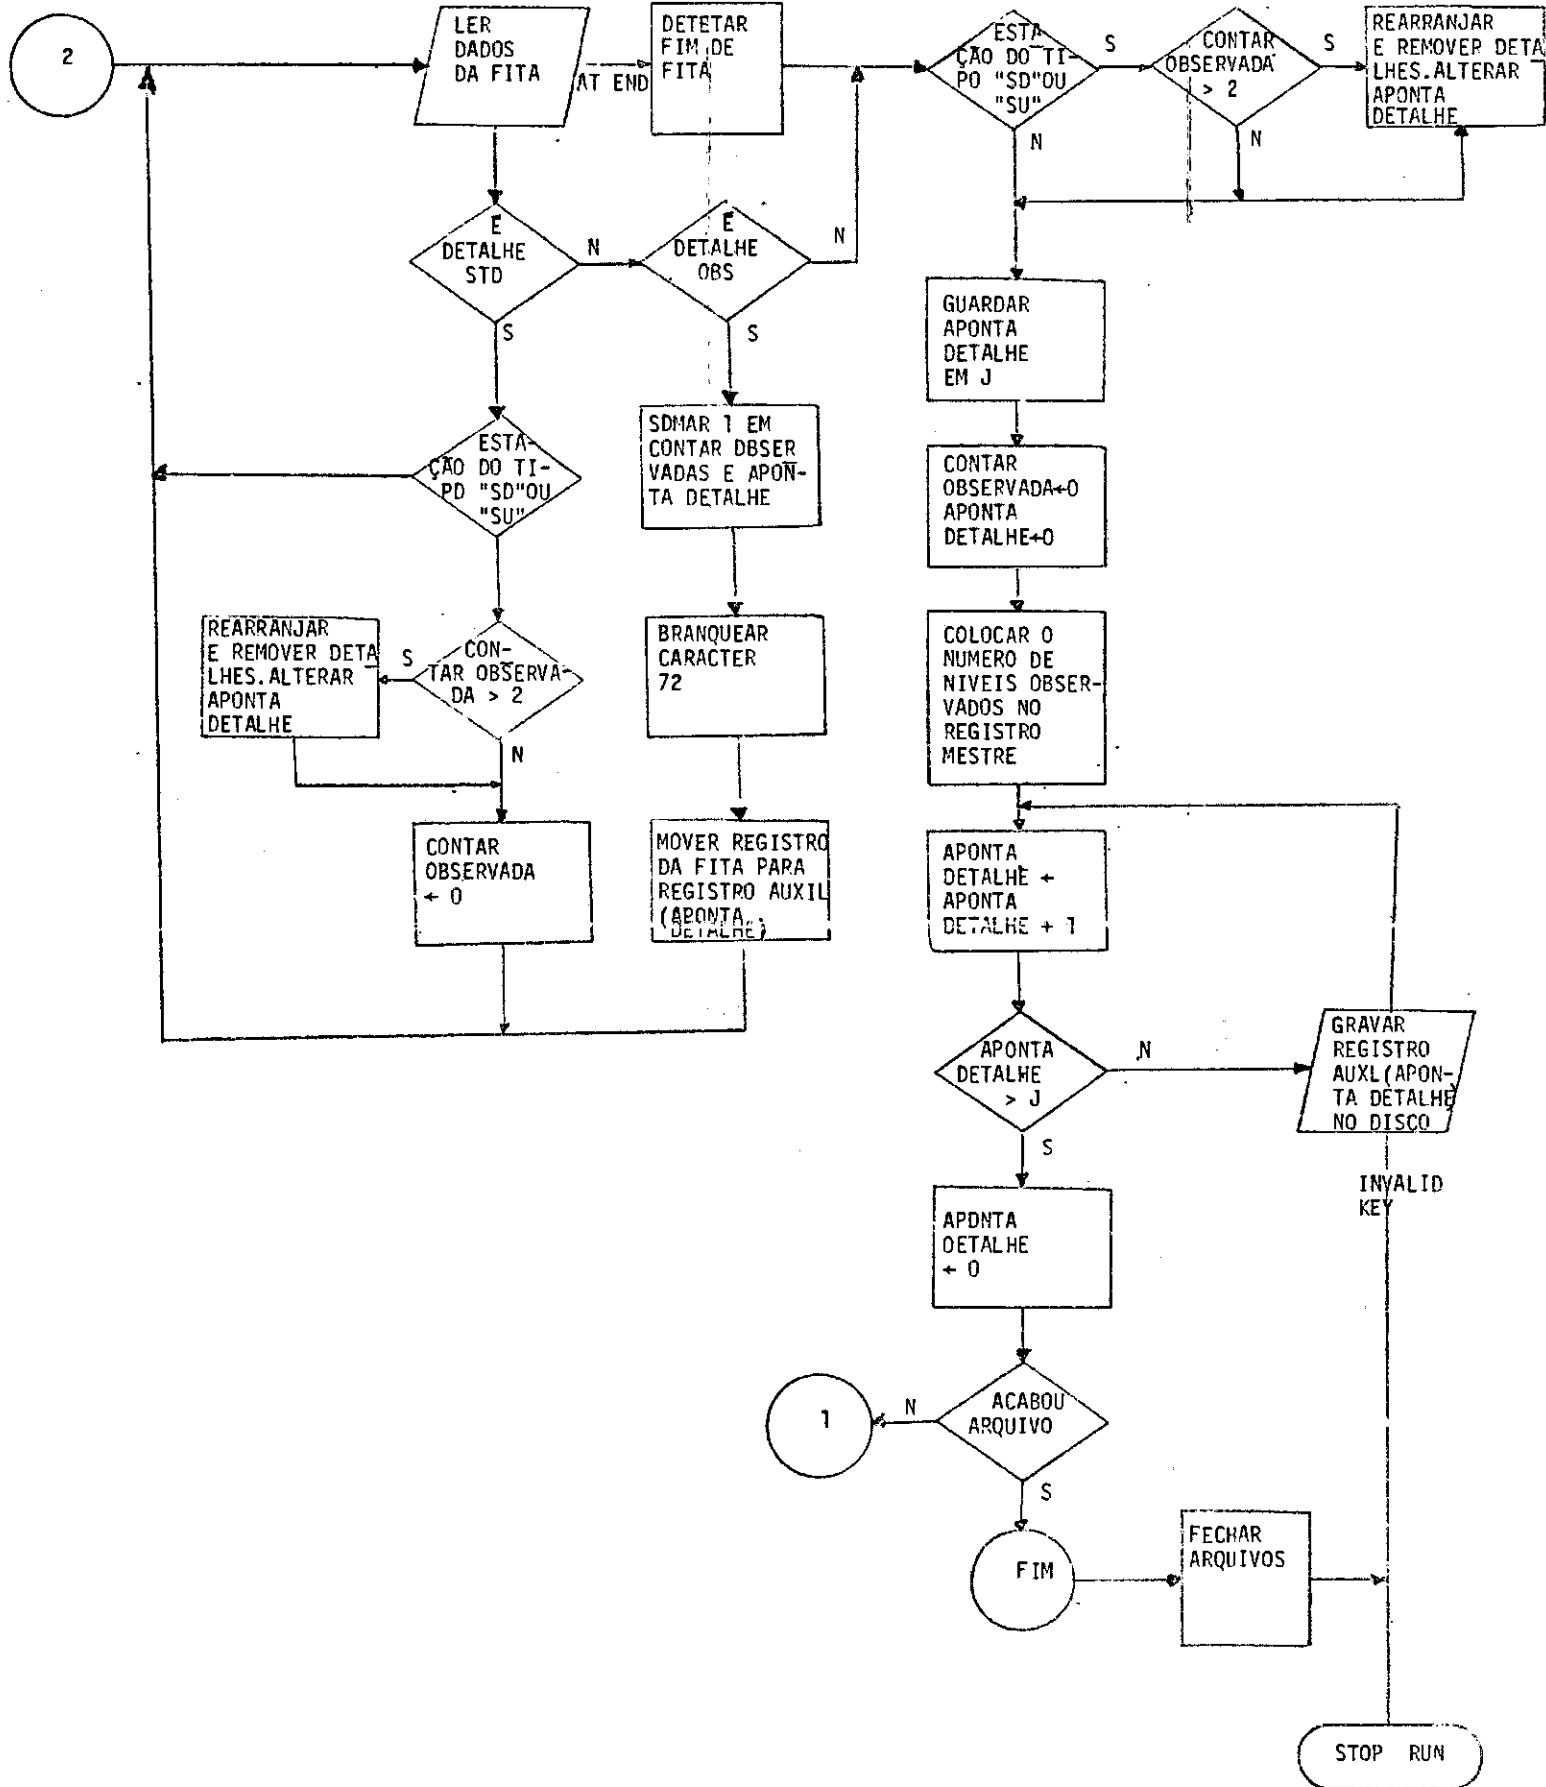 2
LER
DADOS
DA FITA
AT END
DETETAR
FIM DE
FITA
ESTA
ÇÃO DO TI-
PO "SD"OU
"SU"
S
N
CONTAR
OBSERVADA
> 2
S
N
REARRANJAR
E REMOVER DETA
LHES.ALTERAR
APONTA
DETALHE
E
DETALHE
STD
N
S
E
DETALHE
OBS
N
S
ESTA-
ÇÃO DO TI-
PD "SD"OU
"SU"
CON-
TAR OBSERVA-
DA > 2
S
N
REARRANJAR
E REMOVER DETA
LHES.ALTERAR
APONTA
DETALHE
CONTAR
OBSERVADA
← 0
SDMAR 1 EM
CONTAR DBSER
VADAS E APON-
TA DETALHE
BRANQUEAR
CARACTER
72
MOVER REGISTRO
DA FITA PARA
REGISTRO AUXIL
(APONTA
DETALHE)
GUARDAR
APONTA
DETALHE
EM J
CONTAR
OBSERVADA←0
APONTA
DETALHE←0
COLOCAR O
NUMERO DE
NIVEIS OBSER-
VADOS NO
REGISTRO
MESTRE
APONTA
DETALHE ←
APONTA
DETALHE + 1
APONTA
DETALHE
> J
N
S
GRAVAR
REGISTRO
AUXL(APON-
TA DETALHE)
NO DISCO
INVALID
KEY
APDNTA
DETALHE
← 0
ACABOU
ARQUIVO
N
S
1
FIM
FECHAR
ARQUIVOS
STOP RUN